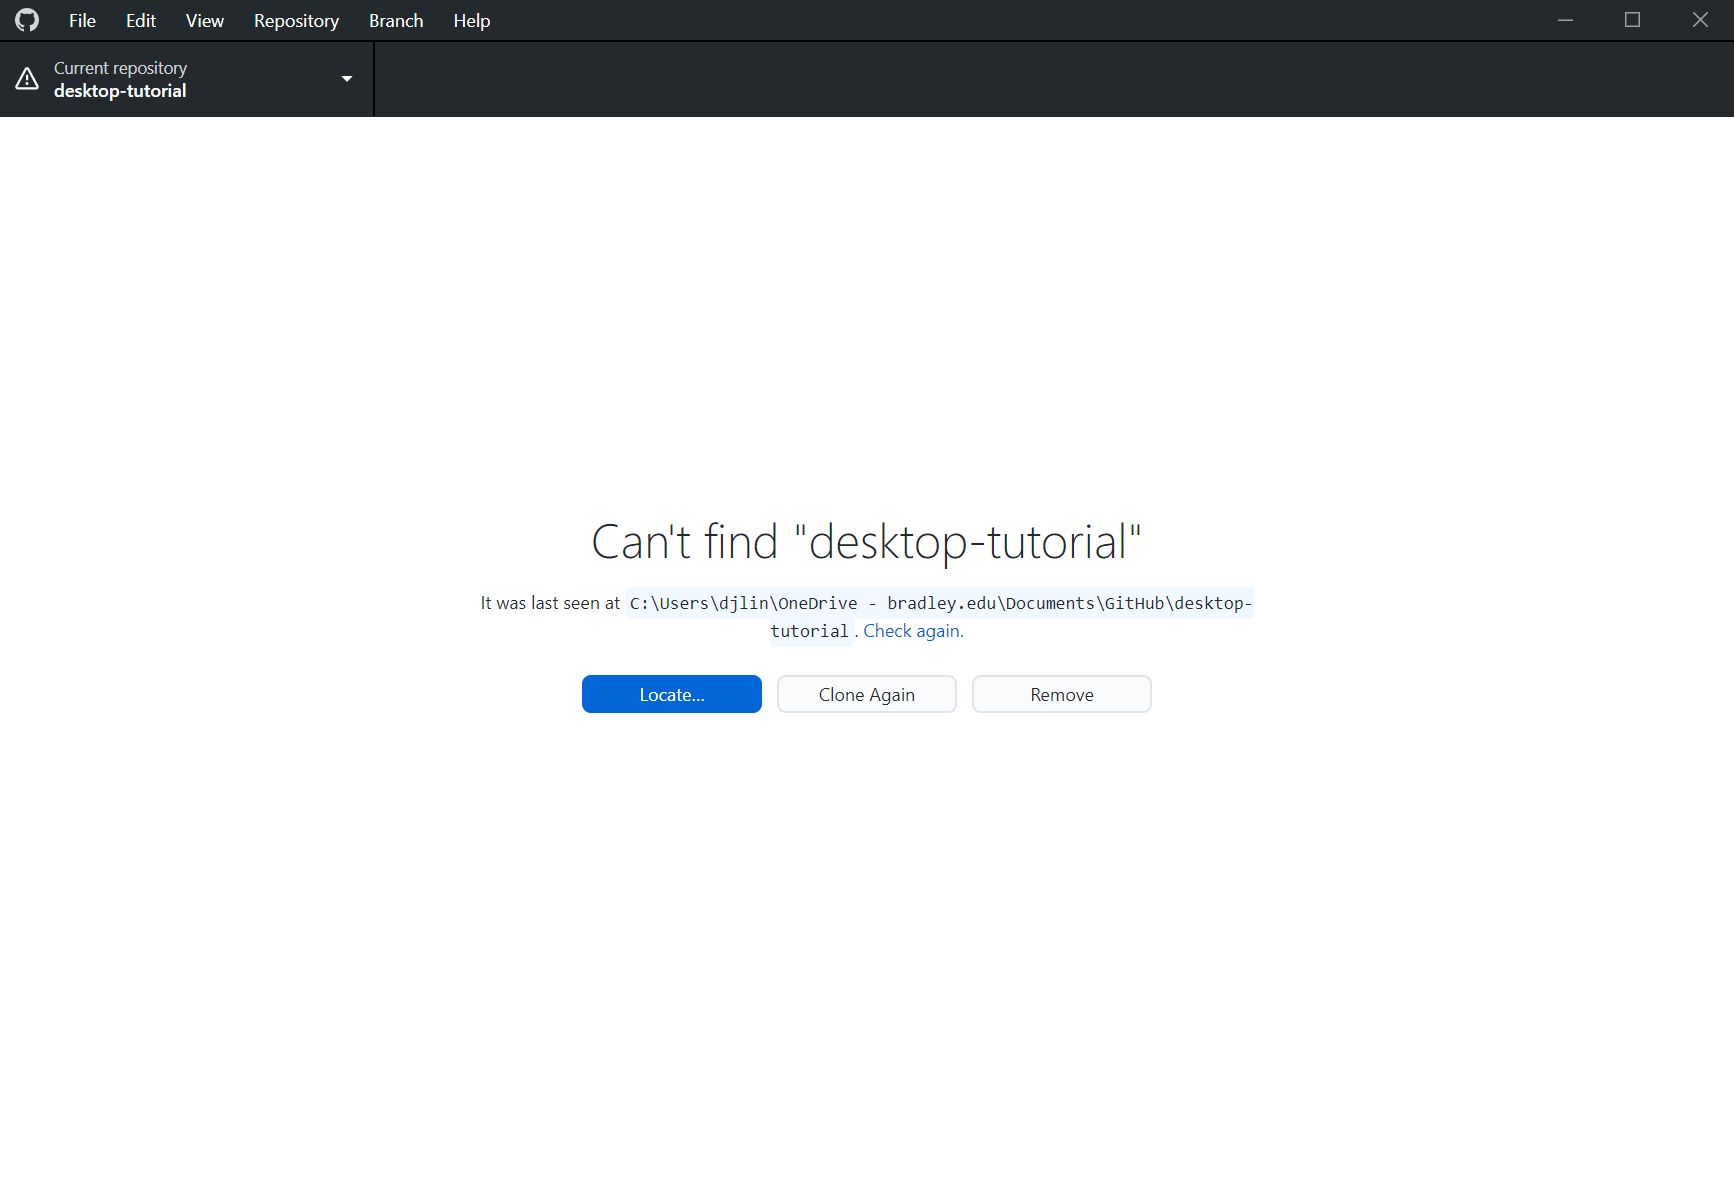 File Edit View Repository Branch Help
Current repository
desktop-tutorial
Can't find "desktop-tutorial"
It was last seen at C:\Users\djlin\OneDrive - bradley.edu\Documents\GitHub\desktop-
tutorial. Check again.
Locate... Clone Again Remove